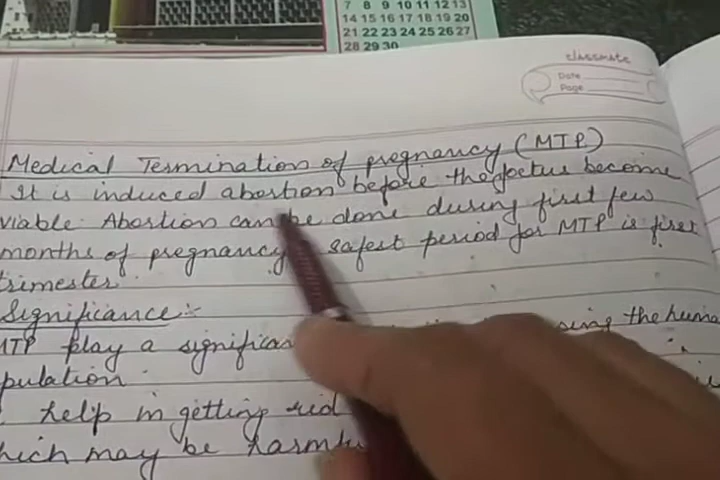 7 8 9 10 11 12 13
14 15 16 17 18 19 20
21 22 23 24 25 26 27
28 29 30
classmate
Date
Page
Medical Termination of pregnancy (MTP)
It is induced abortion before the foetus become
viable. Abortion can be done during first few
months of pregnancy safest period for MTP is first
trimester.
Significance :-
MTP play a significan the huma
pulation.
help in getting rid
which may be harmfu